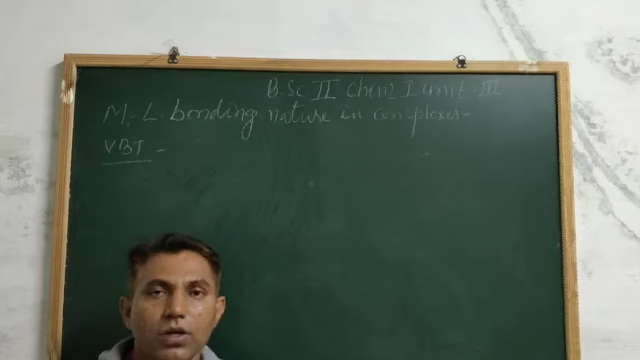 B.Sc II Chem I unit-III
M-L bonding nature in complexes-
VBT -